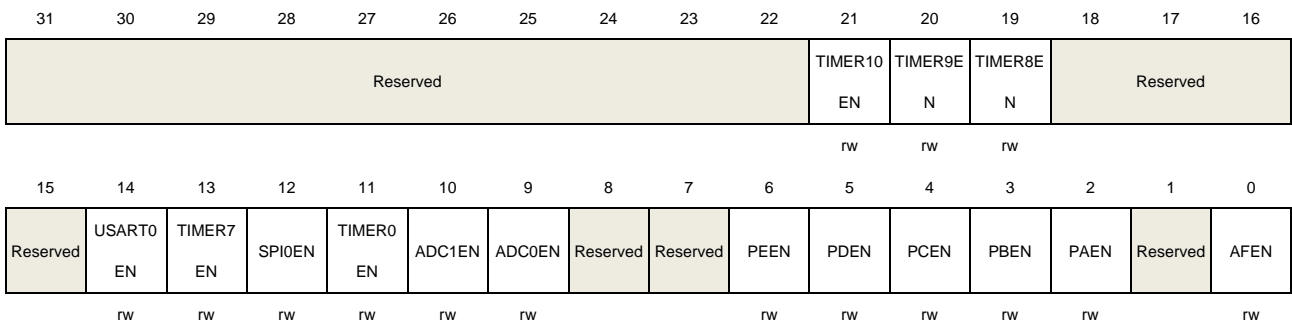 31 30 29 28 27 26 25 24 23 22 21 20 19 18 17 16
Reserved TIMER10 EN TIMER9E N TIMER8E N Reserved
rw rw rw
15 14 13 12 11 10 9 8 7 6 5 4 3 2 1 0
Reserved USART0 EN TIMER7 EN SPI0EN TIMER0 EN ADC1EN ADC0EN Reserved Reserved PEEN PDEN PCEN PBEN PAEN Reserved AFEN
rw rw rw rw rw rw rw rw rw rw rw rw